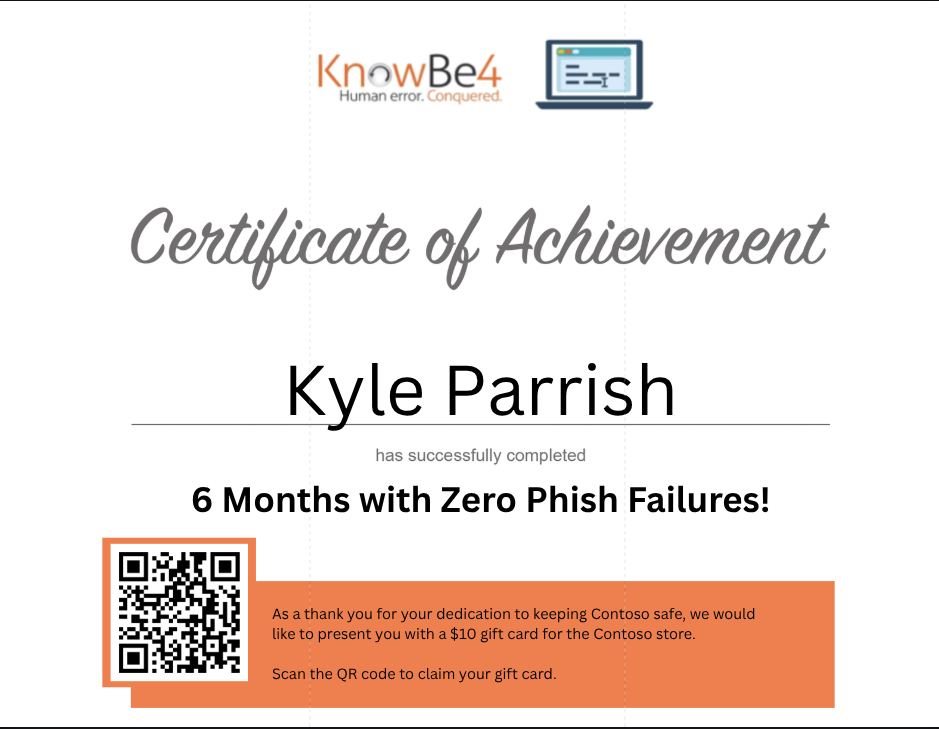 KnowBe4
Human error. Conquered.
Certificate of Achievement
Kyle Parrish
has successfully completed
6 Months with Zero Phish Failures!
As a thank you for your dedication to keeping Contoso safe, we would
like to present you with a $10 gift card for the Contoso store.
Scan the QR code to claim your gift card.